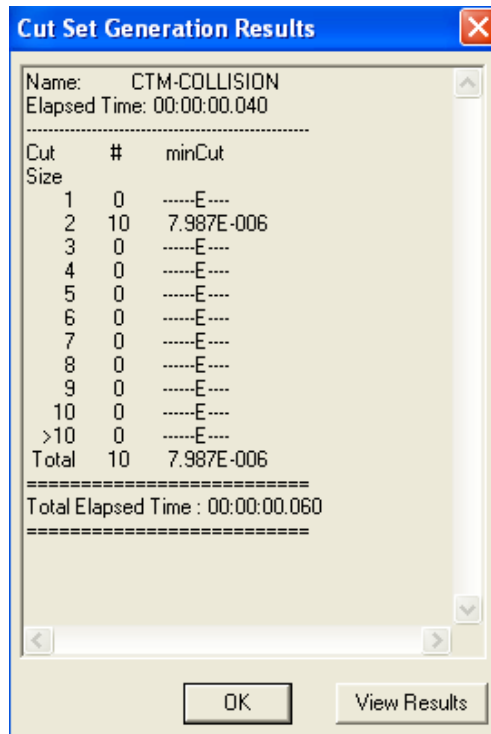 Cut Set Generation Results
Name: CTM-COLLISION
Elapsed Time: 00:00:00.040
--------------------------------------------------
Cut # minCut
Size
1 0 ------E----
2 10 7.987E-006
3 0 ------E----
4 0 ------E----
5 0 ------E----
6 0 ------E----
7 0 ------E----
8 0 ------E----
9 0 ------E----
10 0 ------E----
>10 0 ------E----
Total 10 7.987E-006
==========================
Total Elapsed Time : 00:00:00.060
==========================
OK View Results